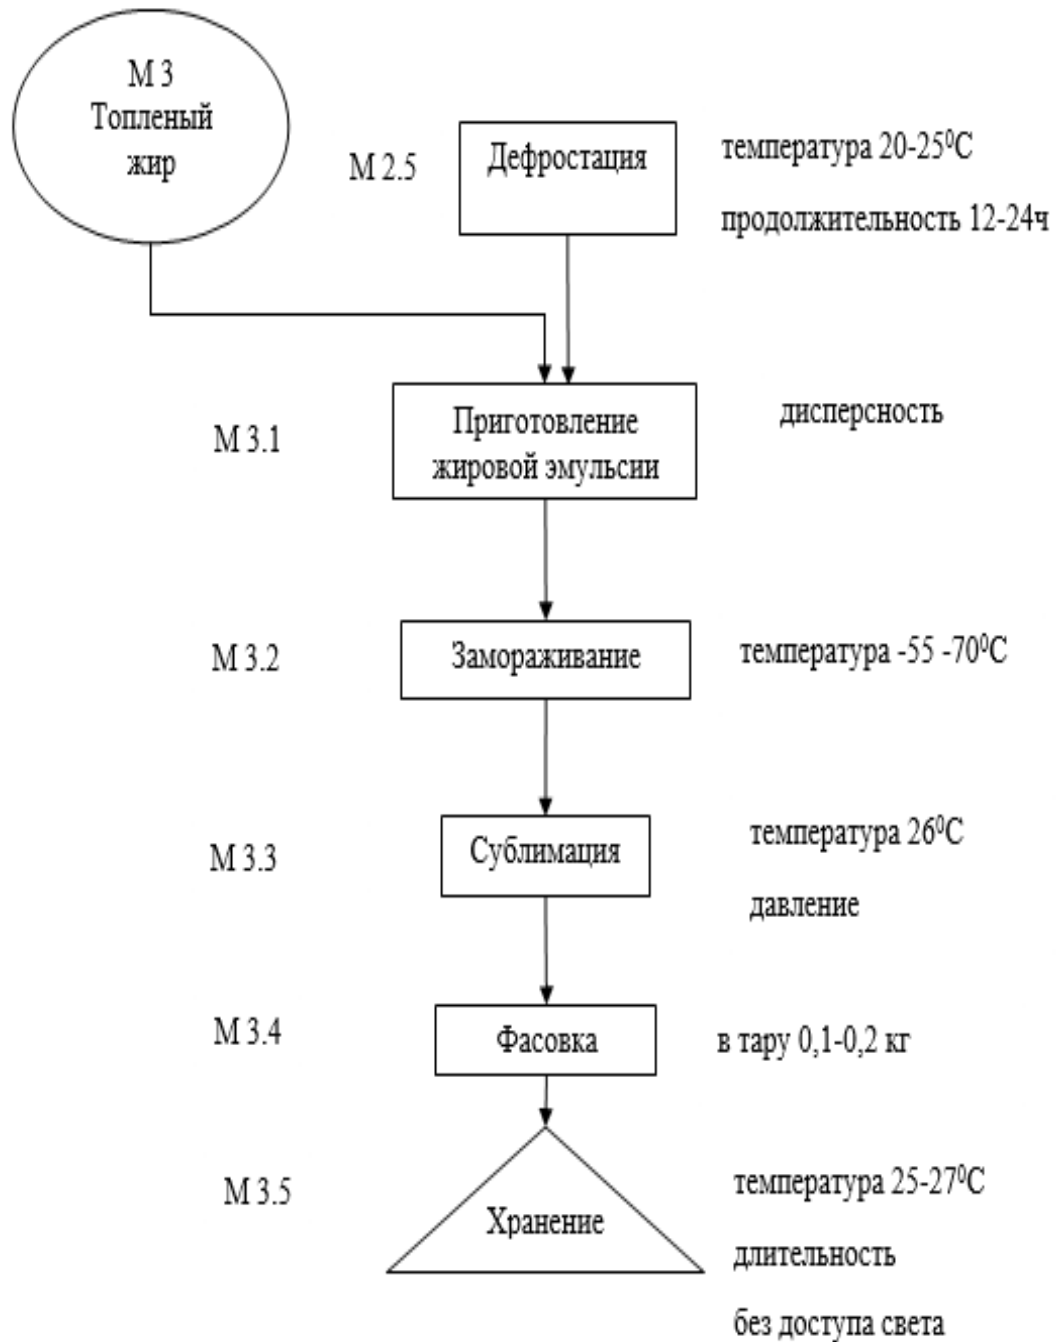 М 3
Топленый
жир
М 2.5
Дефростация
температура 20-25⁰С
продолжительность 12-24ч
М 3.1
Приготовление
жировой эмульсии
дисперсность
М 3.2
Замораживание
температура -55 -70⁰С
М 3.3
Сублимация
температура 26⁰С
давление
М 3.4
Фасовка
в тару 0,1-0,2 кг
М 3.5
Хранение
температура 25-27⁰С
длительность
без доступа света